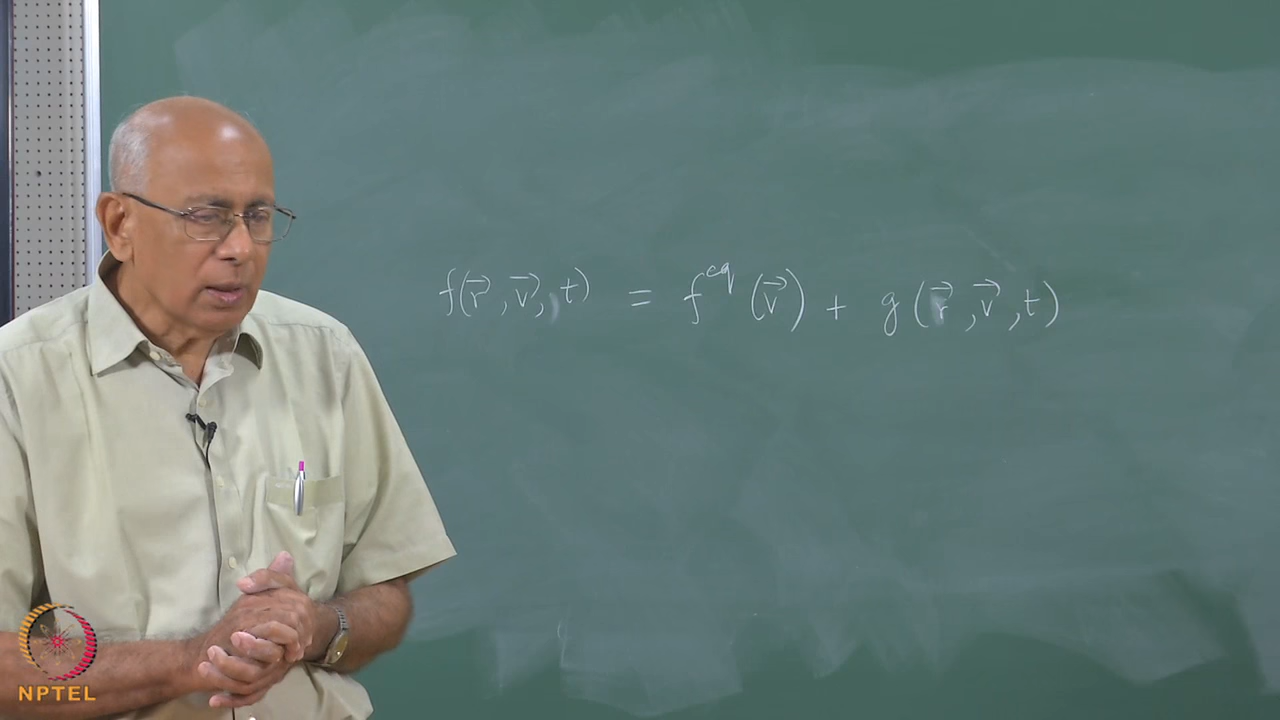 f(r⃗, v⃗, t) = f^eq (v⃗) + g (r⃗, v⃗, t)
NPTEL